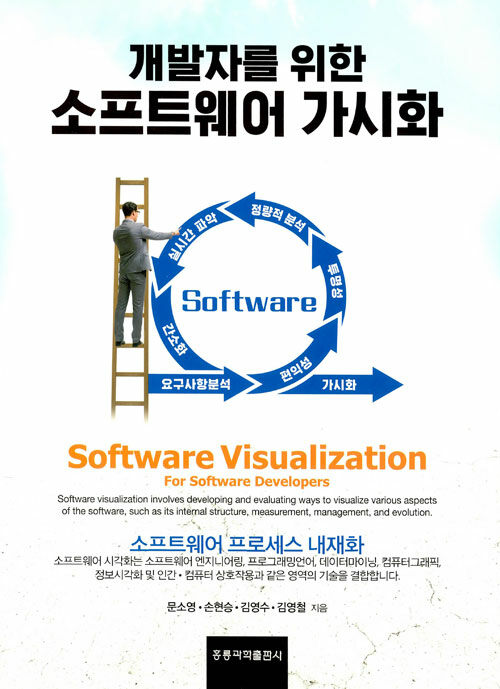 개발자를 위한
소프트웨어 가시화
정량적 분석
실시간 파악
투명성
Software
간소화
편익성
요구사항분석
가시화
Software Visualization
For Software Developers
Software visualization involves developing and evaluating ways to visualize various aspects
of the software, such as its internal structure, measurement, management, and evolution.
소프트웨어 프로세스 내재화
소프트웨어 시각화는 소프트웨어 엔지니어링, 프로그래밍언어, 데이터마이닝, 컴퓨터그래픽,
정보시각화 및 인간•컴퓨터 상호작용과 같은 영역의 기술을 결합합니다.
문소영•손현승•김영수•김영철 지음
홍릉과학출판사